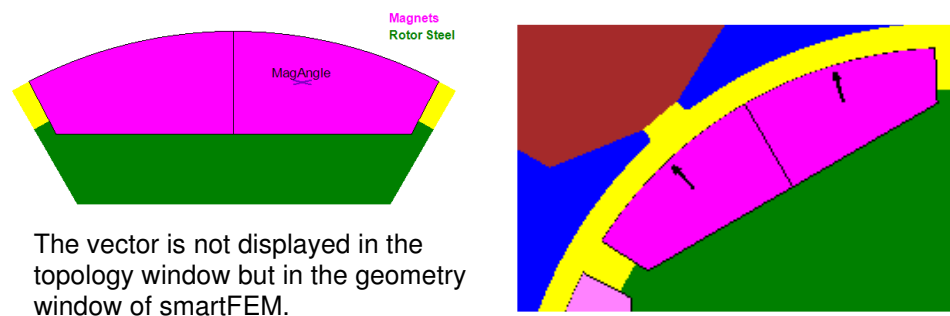 Magnets
Rotor Steel
MagAngle
The vector is not displayed in the
topology window but in the geometry
window of smartFEM.